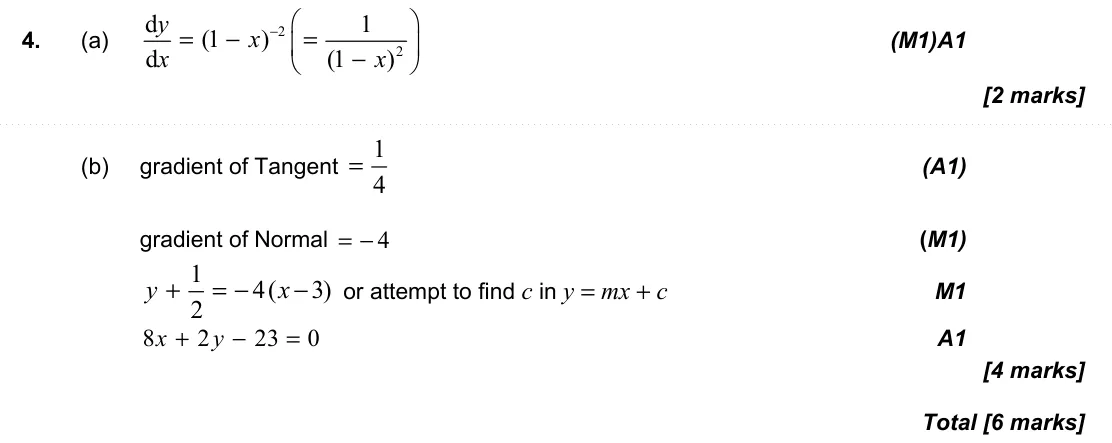 4. (a) dy/dx = (1 − x)⁻² (= 1/(1 − x)²) (M1)A1
[2 marks]
(b) gradient of Tangent = 1/4 (A1)
gradient of Normal = − 4 (M1)
y + 1/2 = − 4(x − 3) or attempt to find c in y = mx + c M1
8x + 2y − 23 = 0 A1
[4 marks]
Total [6 marks]